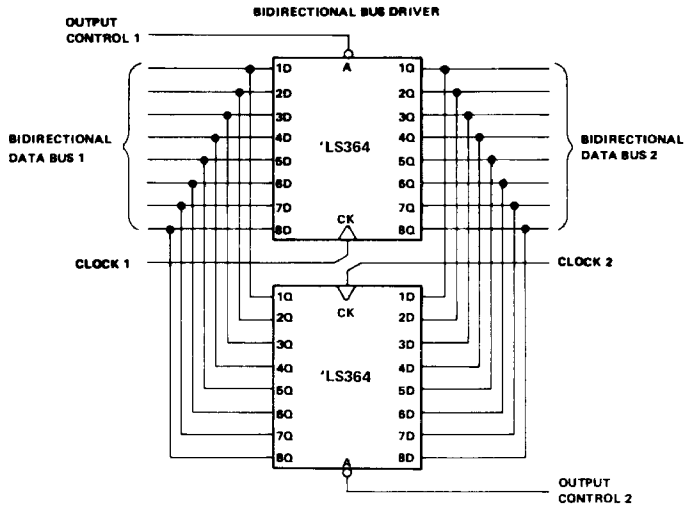 BIDIRECTIONAL BUS DRIVER
OUTPUT
CONTROL 1
A
1D 1Q
2D 2Q
3D 3Q
4D 4Q
5D 5Q
6D 6Q
7D 7Q
8D 8Q
'LS364
BIDIRECTIONAL
DATA BUS 1
BIDIRECTIONAL
DATA BUS 2
CK
CLOCK 1
CLOCK 2
CK
1Q 1D
2Q 2D
3Q 3D
4Q 4D
5Q 5D
6Q 6D
7Q 7D
8Q 8D
'LS364
A
OUTPUT
CONTROL 2